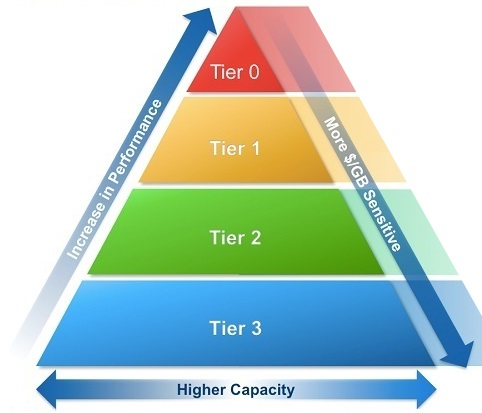 Tier 0
Increase in Performance
Tier 1
More $/GB Sensitive
Tier 2
Tier 3
Higher Capacity